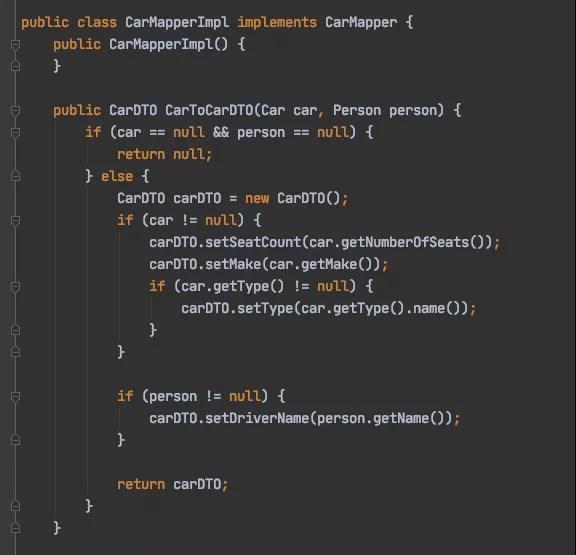 public class CarMapperImpl implements CarMapper {
    public CarMapperImpl() {
    }

    public CarDTO CarToCarDTO(Car car, Person person) {
        if (car == null && person == null) {
            return null;
        } else {
            CarDTO carDTO = new CarDTO();
            if (car != null) {
                carDTO.setSeatCount(car.getNumberOfSeats());
                carDTO.setMake(car.getMake());
                if (car.getType() != null) {
                    carDTO.setType(car.getType().name());
                }
            }

            if (person != null) {
                carDTO.setDriverName(person.getName());
            }

            return carDTO;
        }
    }